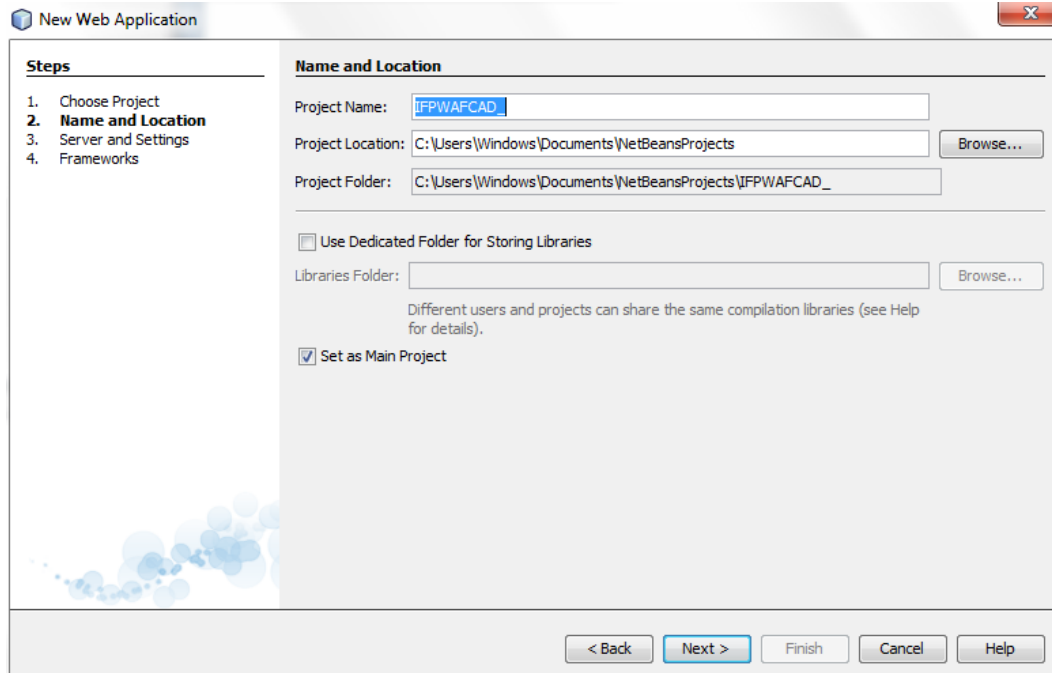 New Web Application
Steps
1. Choose Project
2. Name and Location
3. Server and Settings
4. Frameworks
Name and Location
Project Name: IFPWAFCAD_
Project Location: C:\Users\Windows\Documents\NetBeansProjects Browse...
Project Folder: C:\Users\Windows\Documents\NetBeansProjects\IFPWAFCAD_
Use Dedicated Folder for Storing Libraries
Libraries Folder: Browse...
Different users and projects can share the same compilation libraries (see Help
for details).
Set as Main Project
< Back Next > Finish Cancel Help